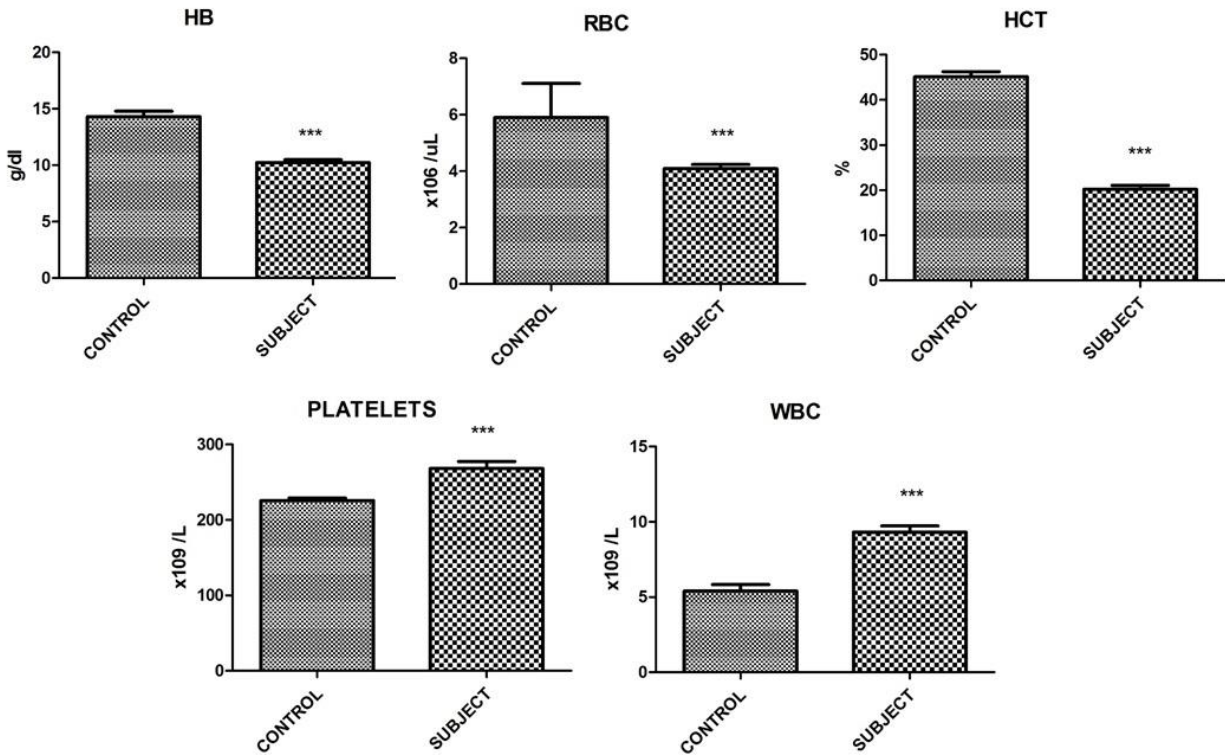 HB
20
15
10
5
0
g/dl
***
CONTROL
SUBJECT
RBC
8
6
4
2
0
x106 /uL
***
CONTROL
SUBJECT
HCT
50
40
30
20
10
0
%
***
CONTROL
SUBJECT
PLATELETS
300
200
100
0
x109 /L
***
CONTROL
SUBJECT
WBC
15
10
5
0
x109 /L
***
CONTROL
SUBJECT